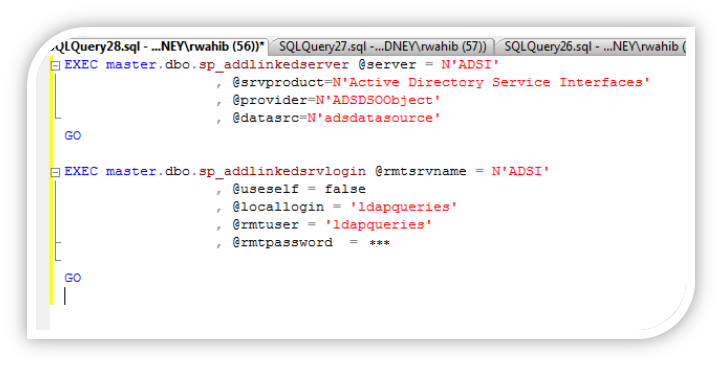 SQLQuery28.sql - ...NEY\rwahib (56))* SQLQuery27.sql -...DNEY\rwahib (57)) SQLQuery26.sql - ...NEY\rwahib (
EXEC master.dbo.sp_addlinkedserver @server = N'ADSI'
, @srvproduct=N'Active Directory Service Interfaces'
, @provider=N'ADSDSOObject'
, @datasrc=N'adsdatasource'
GO
EXEC master.dbo.sp_addlinkedsrvlogin @rmtsrvname = N'ADSI'
, @useself = false
, @locallogin = 'ldapqueries'
, @rmtuser = 'ldapqueries'
, @rmtpassword = ***
GO